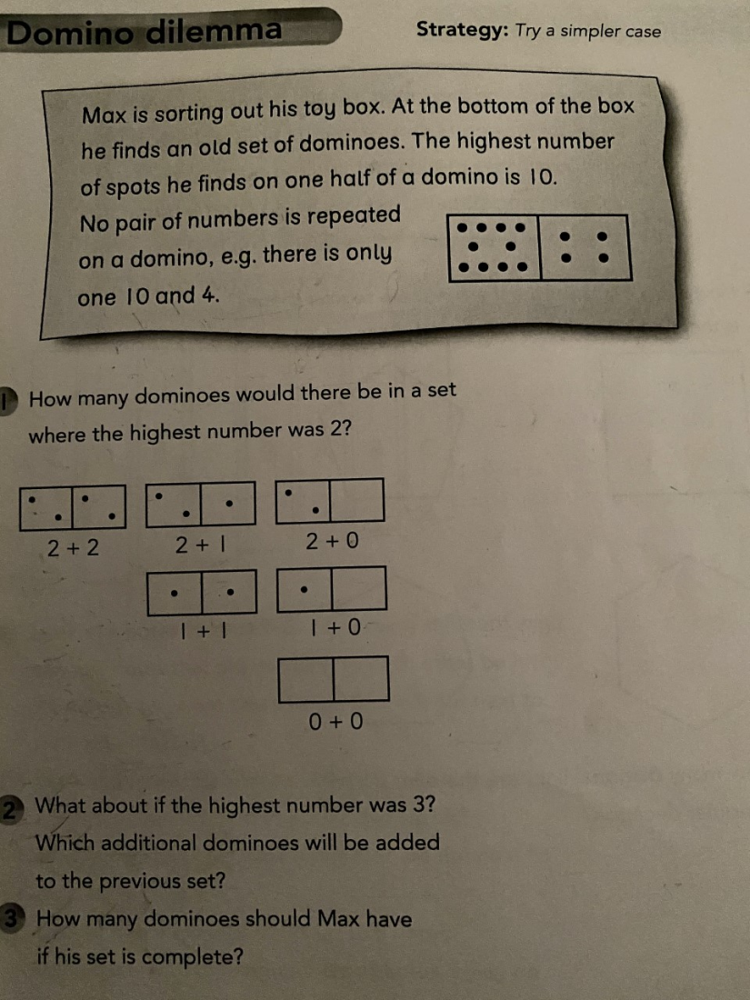 Domino dilemma
Strategy: Try a simpler case
Max is sorting out his toy box. At the bottom of the box
he finds an old set of dominoes. The highest number
of spots he finds on one half of a domino is 10.
No pair of numbers is repeated
on a domino, e.g. there is only
one 10 and 4.
1 How many dominoes would there be in a set
where the highest number was 2?
2 + 2 2 + 1 2 + 0
1 + 1 1 + 0
0 + 0
2 What about if the highest number was 3?
Which additional dominoes will be added
to the previous set?
3 How many dominoes should Max have
if his set is complete?